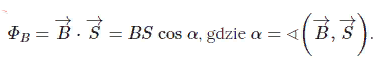 Φ_B = B⃗ · S⃗ = BS cos α, gdzie α = ∢(B⃗, S⃗).